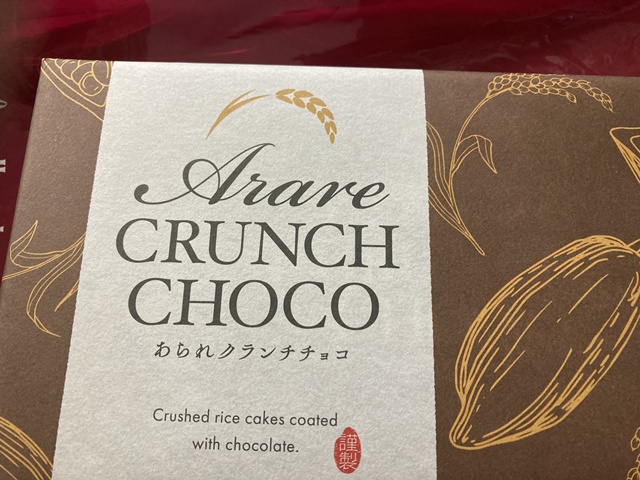 Arare
CRUNCH
CHOCO
あられクランチチョコ
Crushed rice cakes coated
with chocolate.
謹製